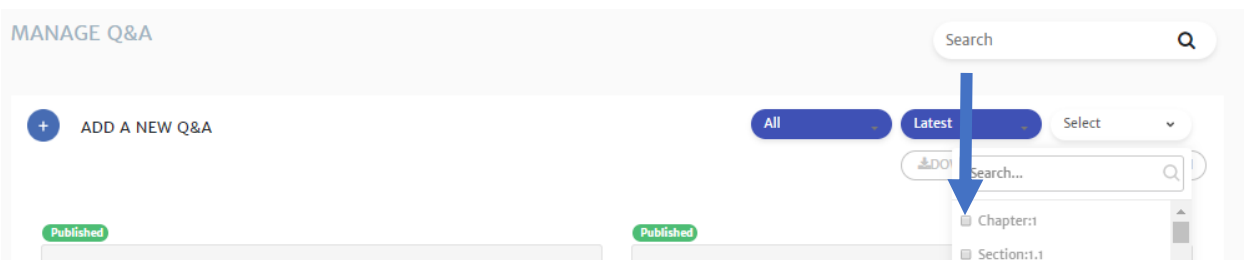 MANAGE Q&A
Search
+ ADD A NEW Q&A
All
Latest
Select
Search...
Published
Published
Chapter:1
Section:1.1